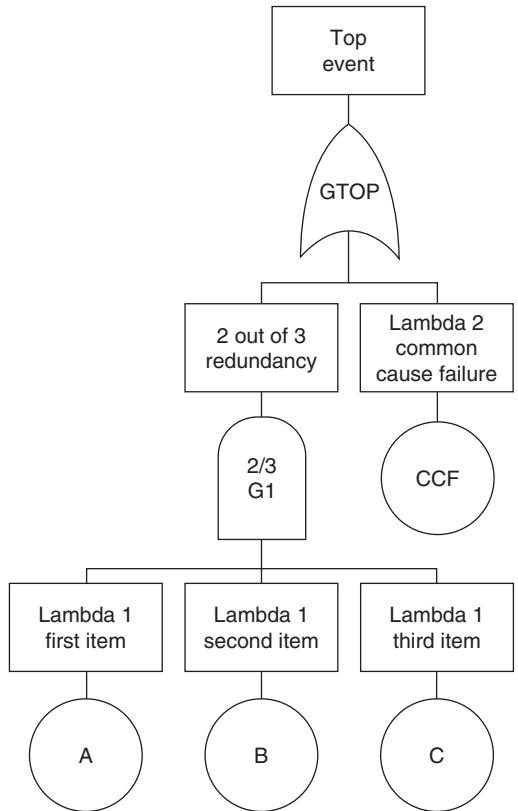 Top
event
GTOP
2 out of 3
redundancy
Lambda 2
common
cause failure
2/3
G1
CCF
Lambda 1
first item
Lambda 1
second item
Lambda 1
third item
A
B
C